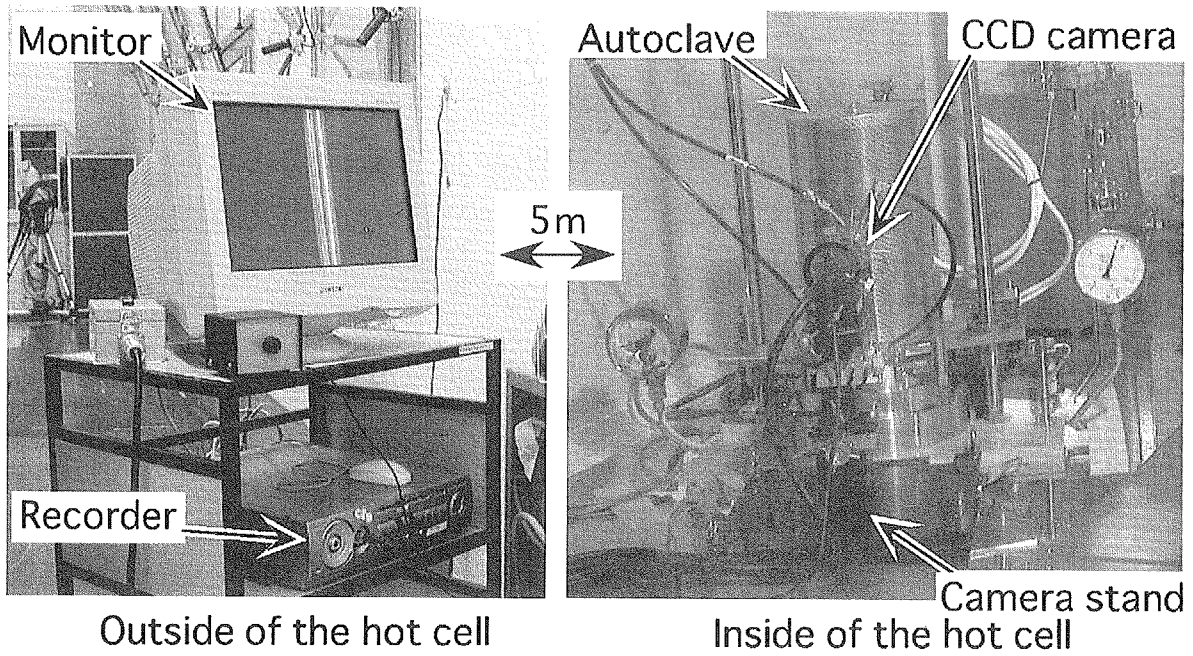 Monitor
Autoclave
CCD camera
5m
Recorder
Camera stand
Outside of the hot cell
Inside of the hot cell